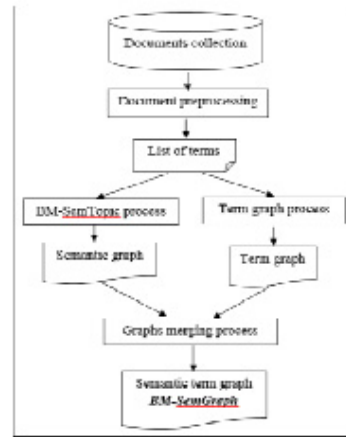 Documents collection
Document preprocessing
List of terms
BM-SemTopic process
Term graph process
Semantic graph
Term graph
Graphs merging process
Semantic term graph
BM-SemGraph